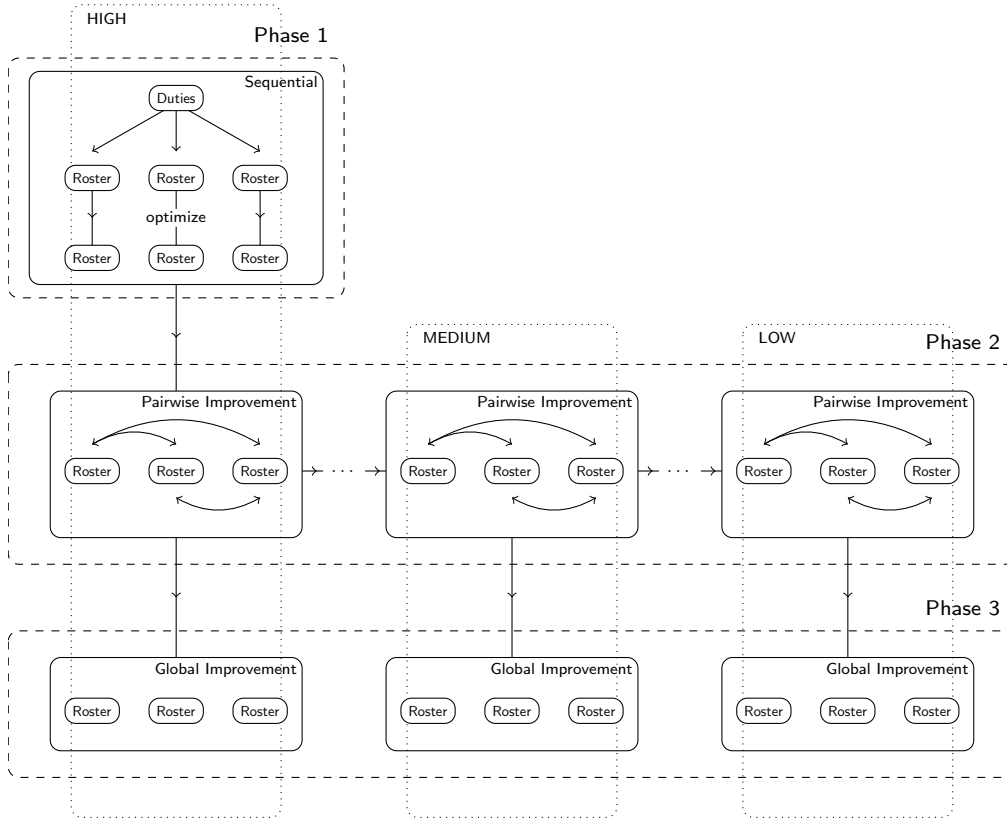 HIGH
Phase 1
Sequential
Duties
Roster Roster Roster
optimize
Roster Roster Roster
MEDIUM LOW
Phase 2
Pairwise Improvement Pairwise Improvement Pairwise Improvement
Roster Roster Roster ... Roster Roster Roster ... Roster Roster Roster
Phase 3
Global Improvement Global Improvement Global Improvement
Roster Roster Roster Roster Roster Roster Roster Roster Roster